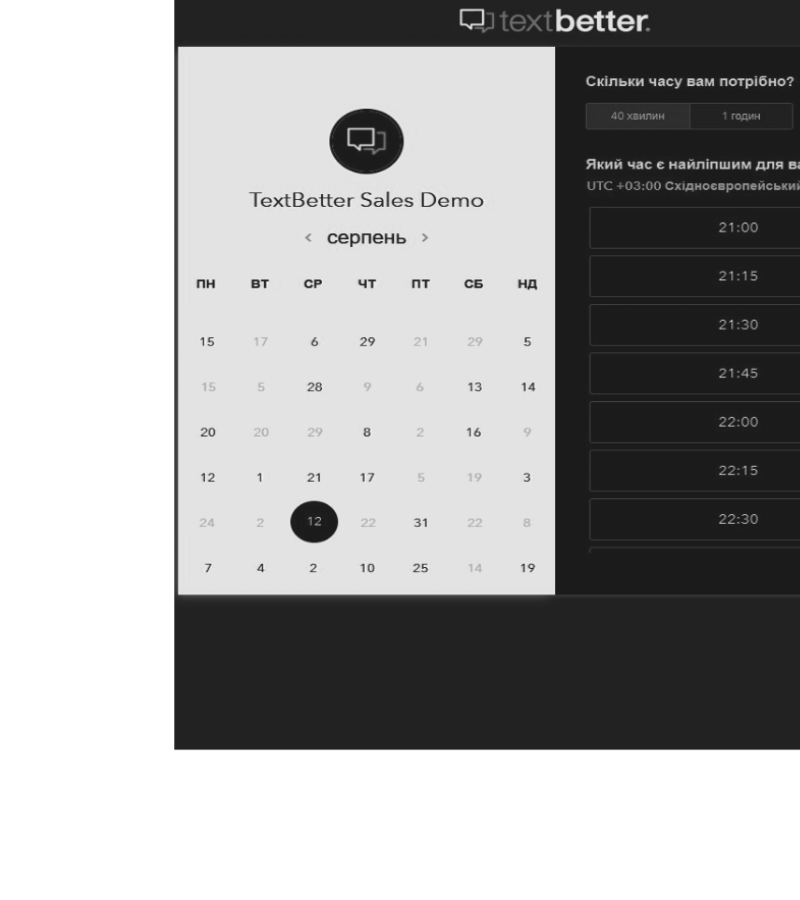 textbetter.
TextBetter Sales Demo
< серпень >
ПН ВТ СР ЧТ ПТ СБ НД
15 17 6 29 21 29 5
15 5 28 9 6 13 14
20 20 29 8 2 16 9
12 1 21 17 5 19 3
24 2 12 22 31 22 8
7 4 2 10 25 14 19
Скільки часу вам потрібно?
40 хвилин 1 годин
Який час є найліпшим для
UTC +03:00 Східноєвропейський
21:00
21:15
21:30
21:45
22:00
22:15
22:30